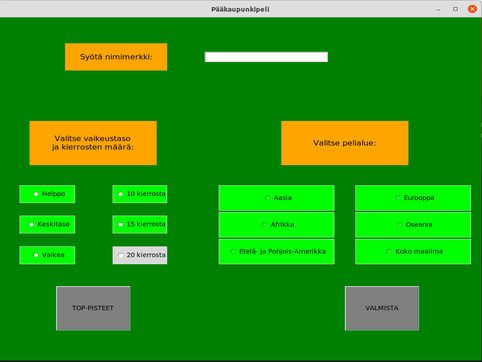 Pääkaupunkipeli
Syötä nimimerkki:
Valitse vaikeustaso
ja kierrosten määrä:
Valitse pelialue:
Helppo
10 kierrosta
Aasia
Eurooppa
Keskitaso
15 kierrosta
Afrikka
Oseania
Vaikea
20 kierrosta
Etelä- ja Pohjois-Amerikka
Koko maailma
TOP-PISTEET
VALMISTA